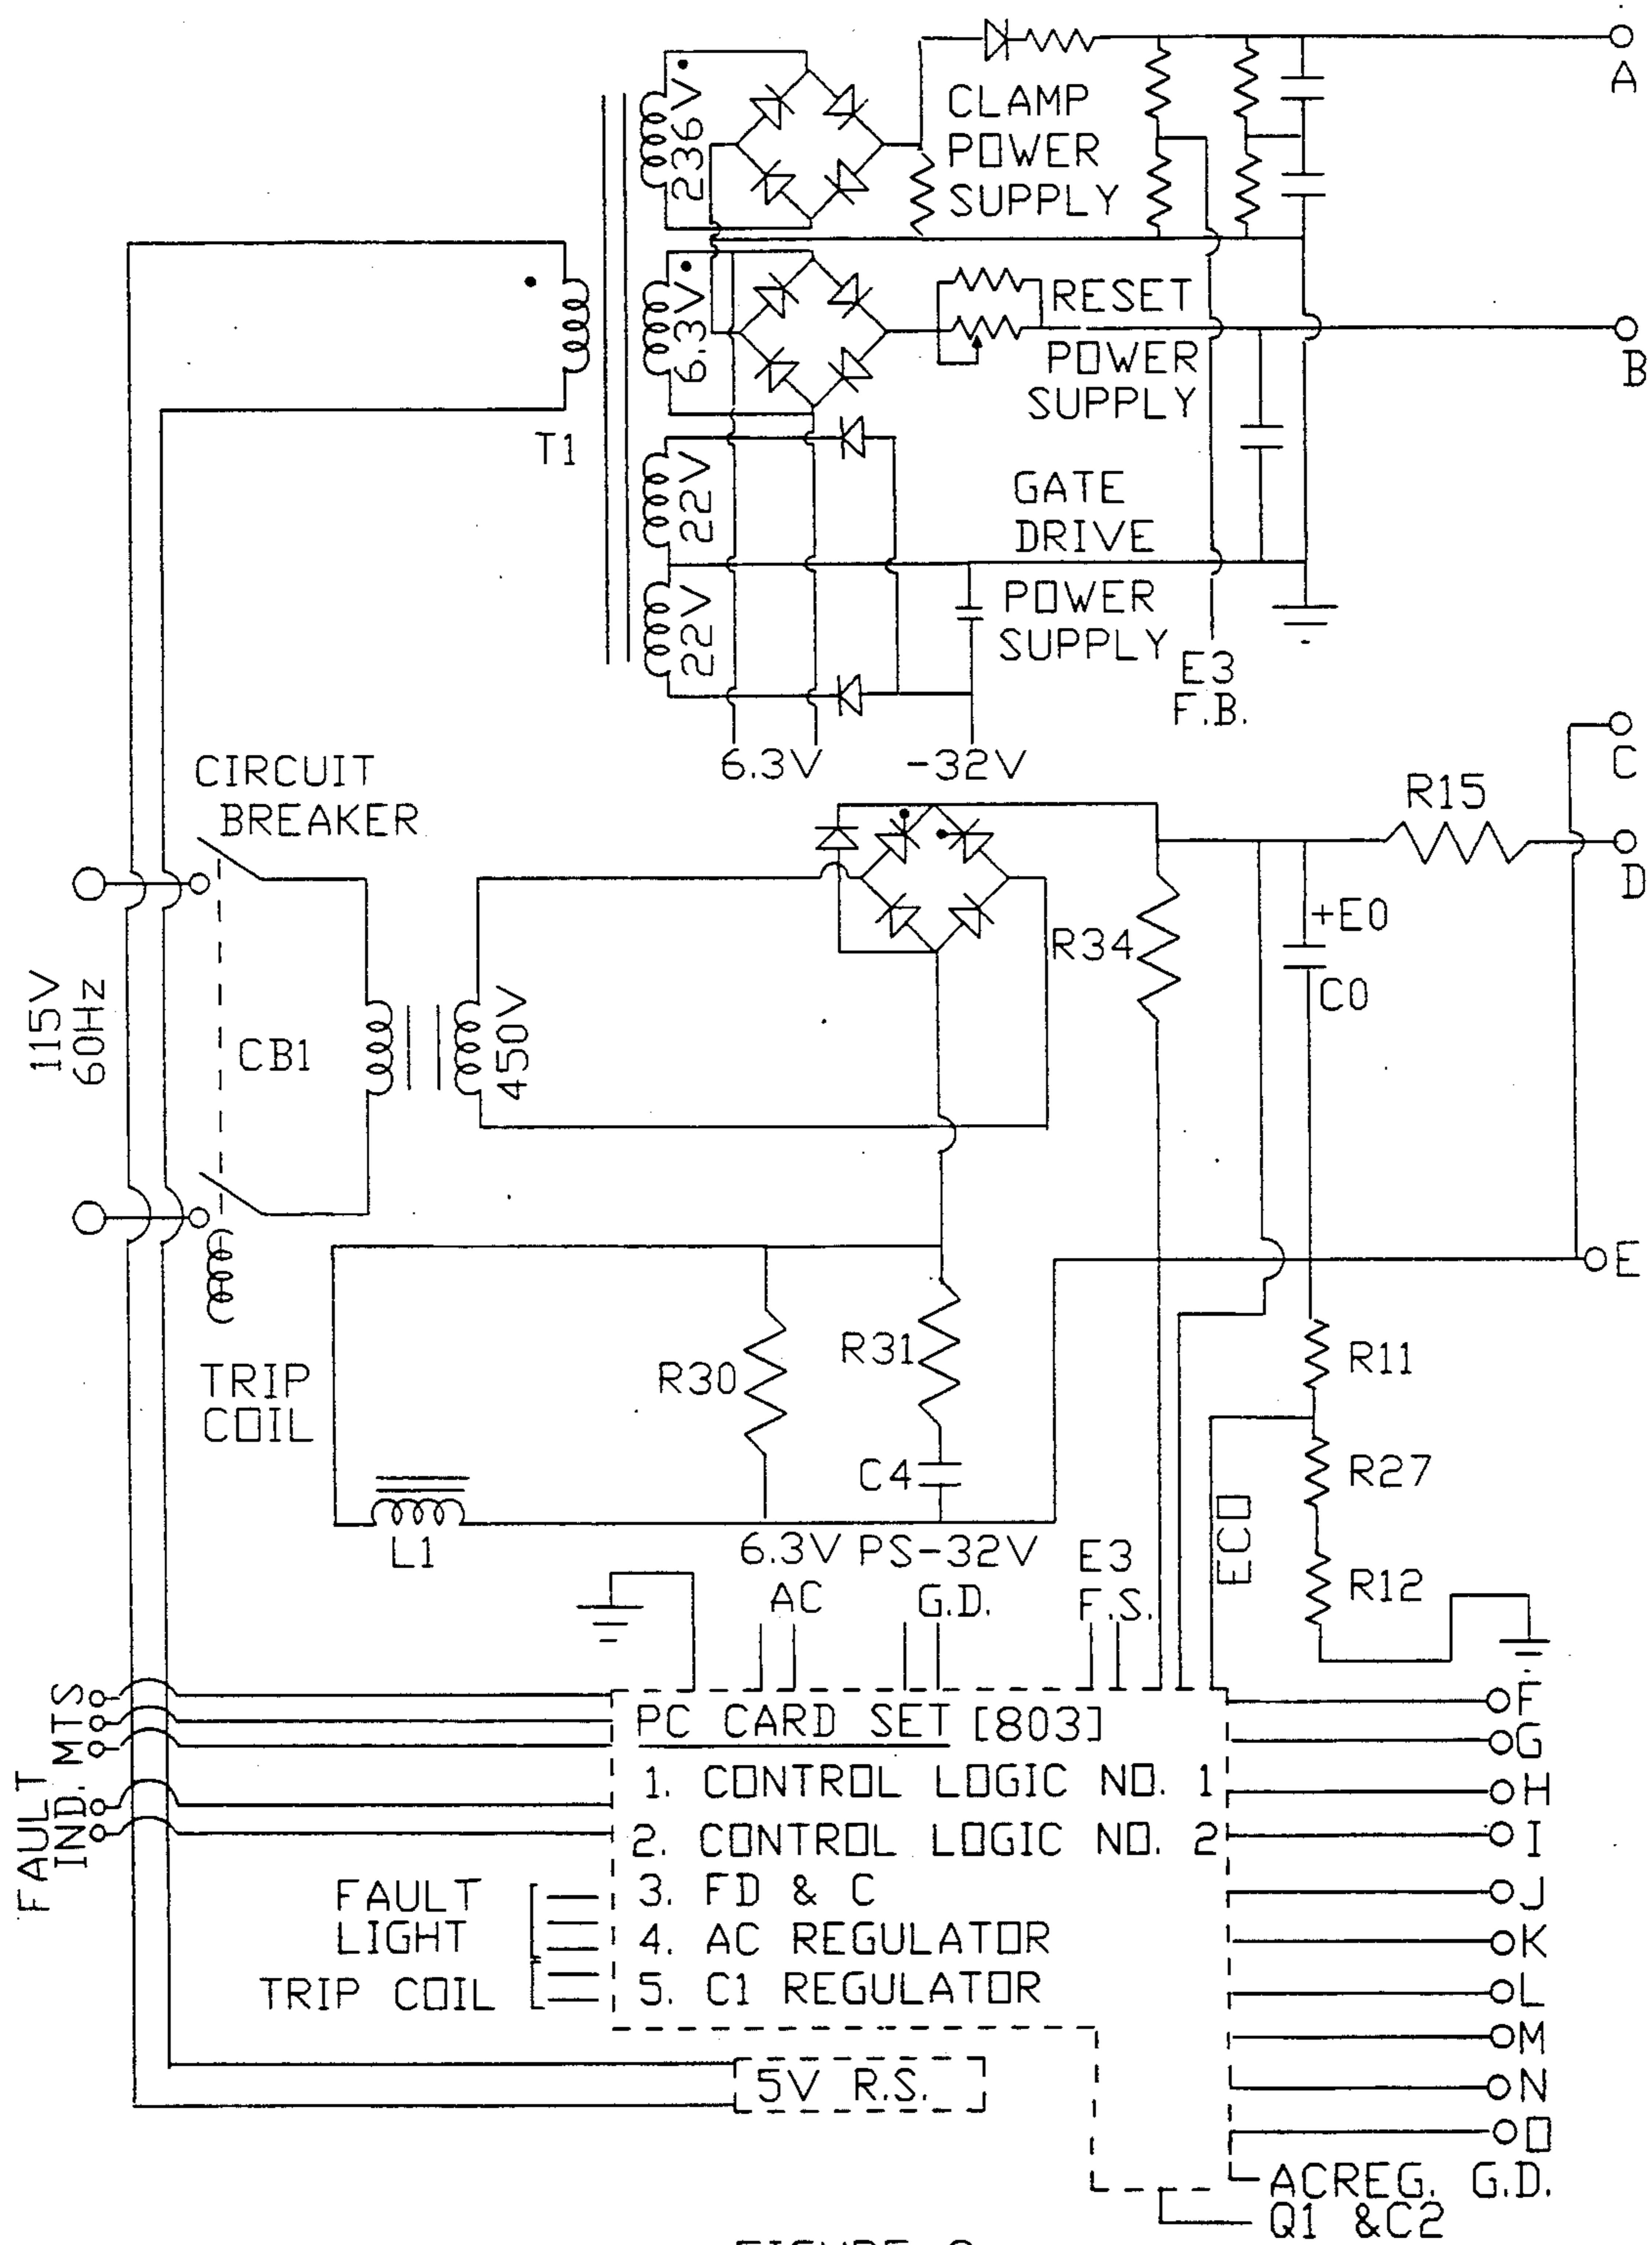 A
CLAMP
POWER
SUPPLY
236V
6.3V
RESET
POWER
SUPPLY
B
T1
22V
GATE
DRIVE
POWER
SUPPLY
22V
E3
F.B.
6.3V
-32V
C
CIRCUIT
BREAKER
R15
D
+E0
R34
C0
115V
60Hz
CB1
450V
E
R11
R31
R30
TRIP
COIL
C4
R27
L1
ECO
6.3V
AC
PS-32V
G.D.
E3
F.S.
R12
MTS
FAULT
IND.
PC CARD SET [803]
1. CONTROL LOGIC NO. 1
2. CONTROL LOGIC NO. 2
3. FD & C
4. AC REGULATOR
5. C1 REGULATOR
FAULT
LIGHT
TRIP COIL
5V R.S.
F
G
H
I
J
K
L
M
N
O
ACREG. G.D.
Q1 &C2